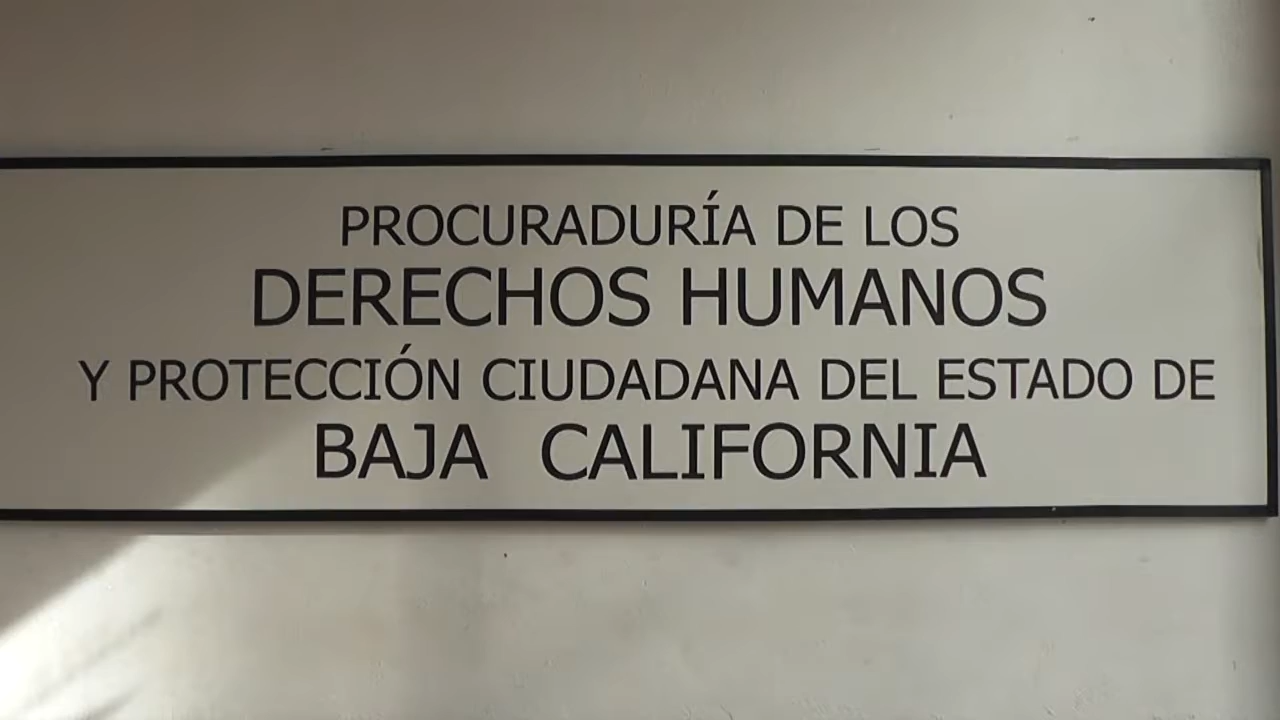 PROCURADURÍA DE LOS
DERECHOS HUMANOS
Y PROTECCIÓN CIUDADANA DEL ESTADO DE
BAJA CALIFORNIA